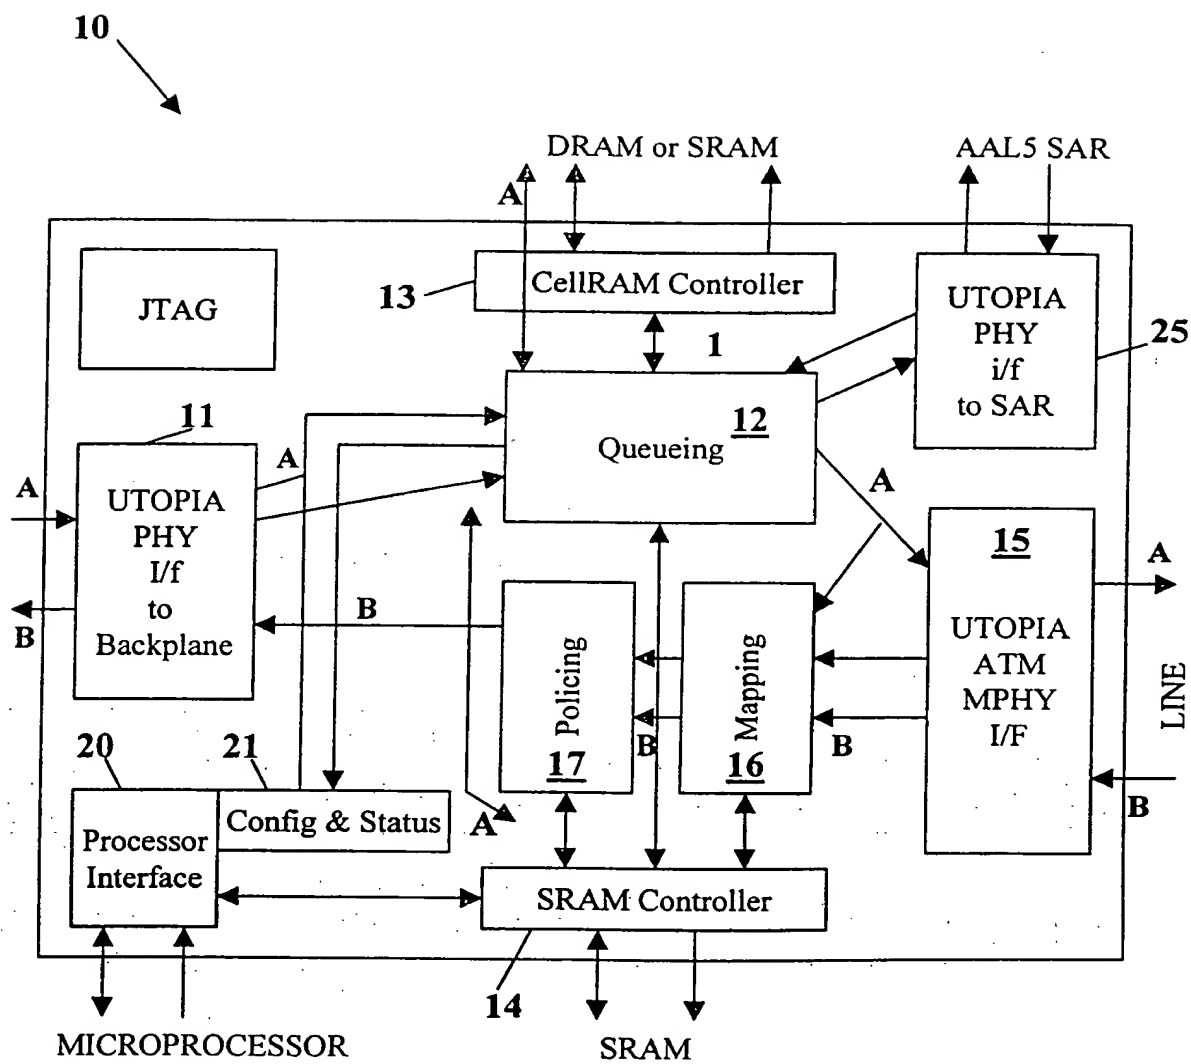 10
DRAM or SRAM
AAL5 SAR
A
JTAG
13
CellRAM Controller
UTOPIA
PHY
i/f
to SAR
25
1
11
A
A
UTOPIA
PHY
I/f
to
Backplane
B
12
Queueing
A
15
UTOPIA
ATM
MPHY
I/F
A
LINE
B
B
Policing
17
B
Mapping
16
B
20
21
Config & Status
A
Processor
Interface
SRAM Controller
14
MICROPROCESSOR
SRAM